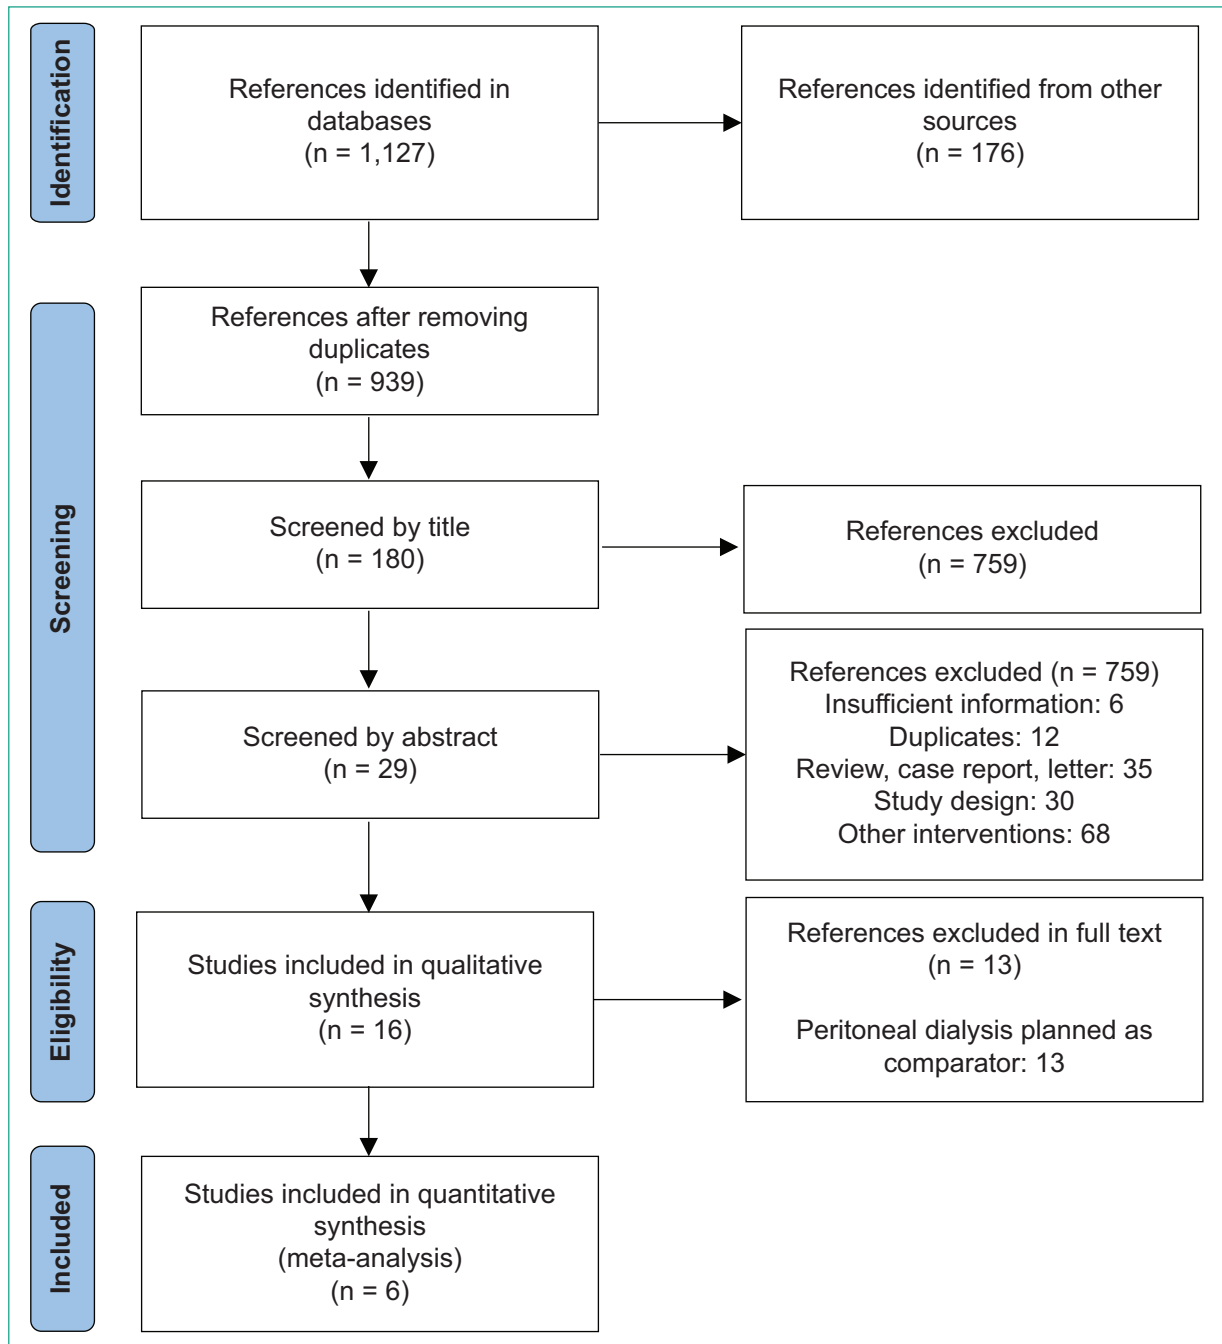 Identification
References identified in
databases
(n = 1,127)
References identified from other
sources
(n = 176)
Screening
References after removing
duplicates
(n = 939)
Screened by title
(n = 180)
References excluded
(n = 759)
Screened by abstract
(n = 29)
References excluded (n = 759)
Insufficient information: 6
Duplicates: 12
Review, case report, letter: 35
Study design: 30
Other interventions: 68
Eligibility
Studies included in qualitative
synthesis
(n = 16)
References excluded in full text
(n = 13)
Peritoneal dialysis planned as
comparator: 13
Included
Studies included in quantitative
synthesis
(meta-analysis)
(n = 6)